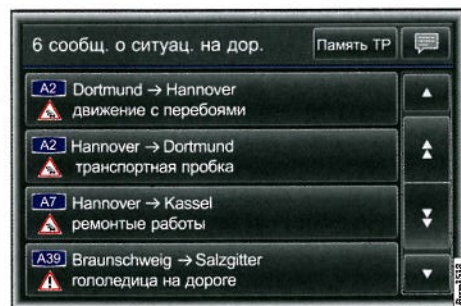 6 сообщ. о ситуац. на дор.
Память TP
A2 Dortmund → Hannover
движение с перебоями
A2 Hannover → Dortmund
транспортная пробка
A7 Hannover → Kassel
ремонтные работы
A39 Braunschweig → Salzgitter
гололедица на дороге